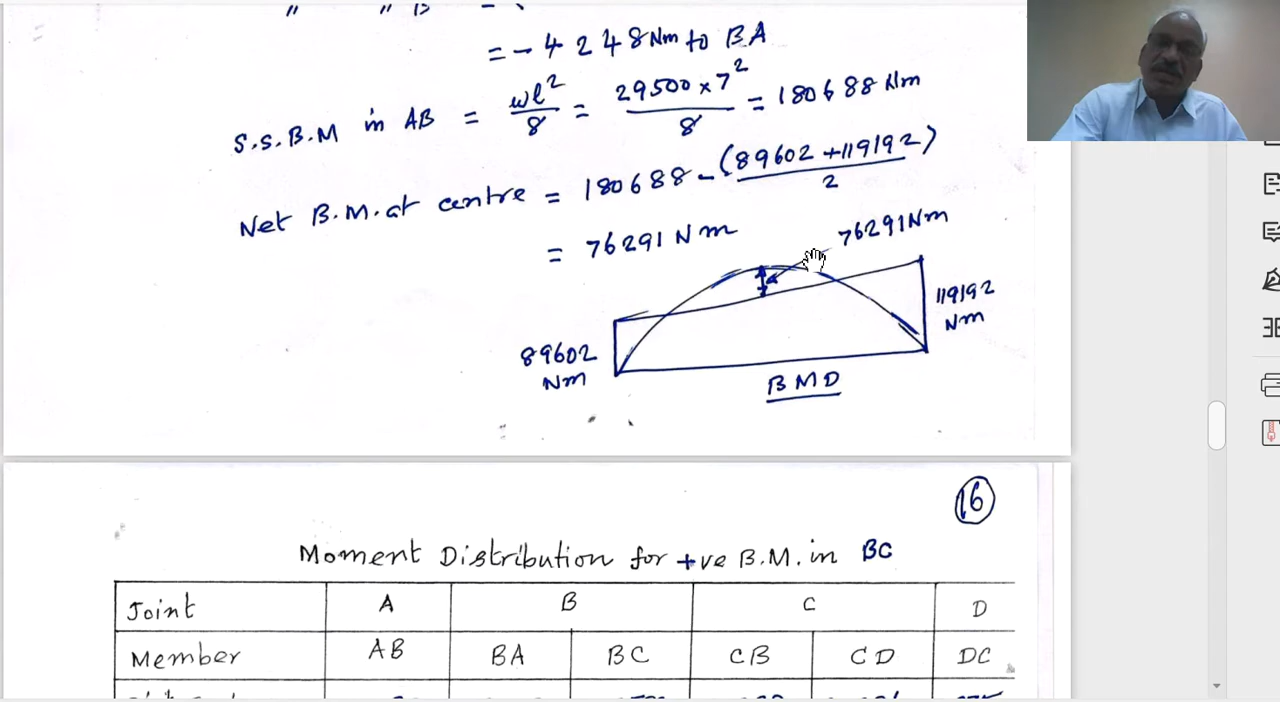 " " B = (
= - 4248 Nm to BA
S.S.B.M in AB = wl²/8 = 29500 x 7²/8 = 180688 Nm
Net B.M. at centre = 180688 - (89602 + 119192)/2
= 76291 Nm
76291 Nm
119192
Nm
89602
Nm
BMD
16
Moment Distribution for +ve B.M. in BC
Joint A B C D
Member AB BA BC CB CD DC